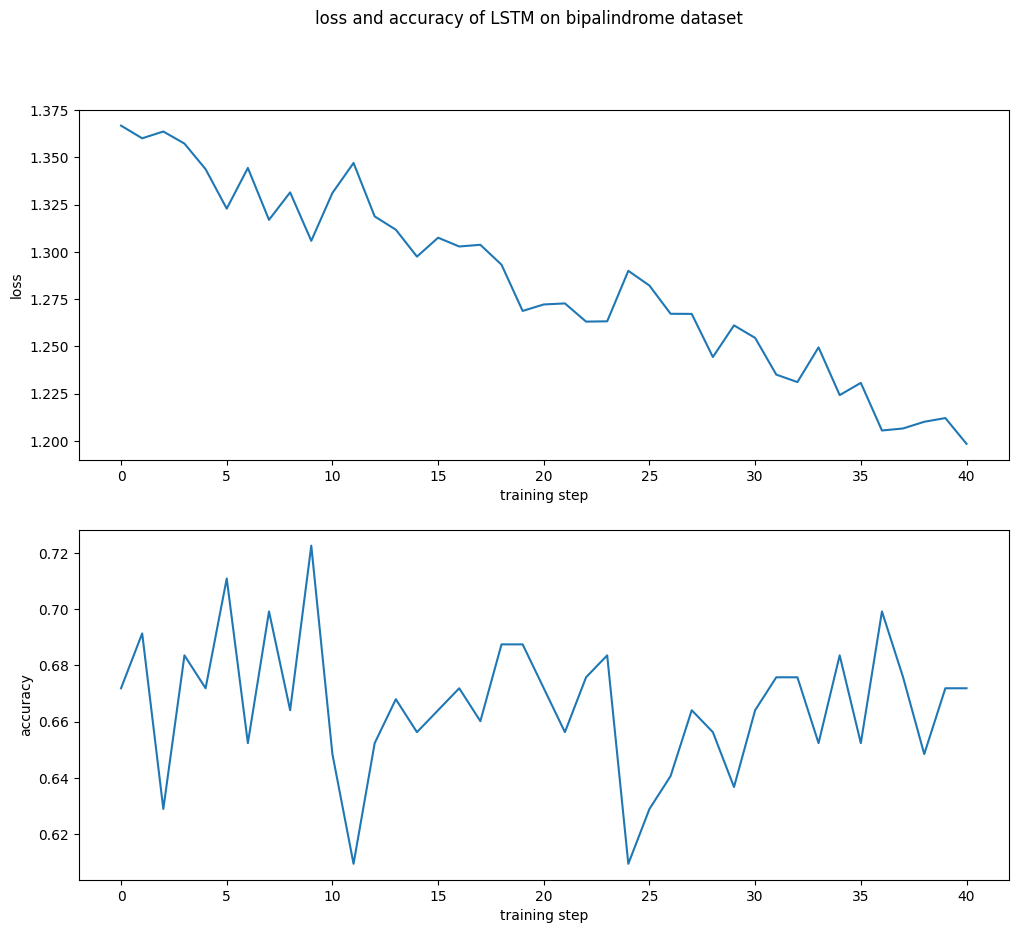 loss and accuracy of LSTM on bipalindrome dataset
1.375
1.350
1.325
1.300
1.275
1.250
1.225
1.200
loss
0 5 10 15 20 25 30 35 40
training step
0.72
0.70
0.68
0.66
0.64
0.62
accuracy
0 5 10 15 20 25 30 35 40
training step